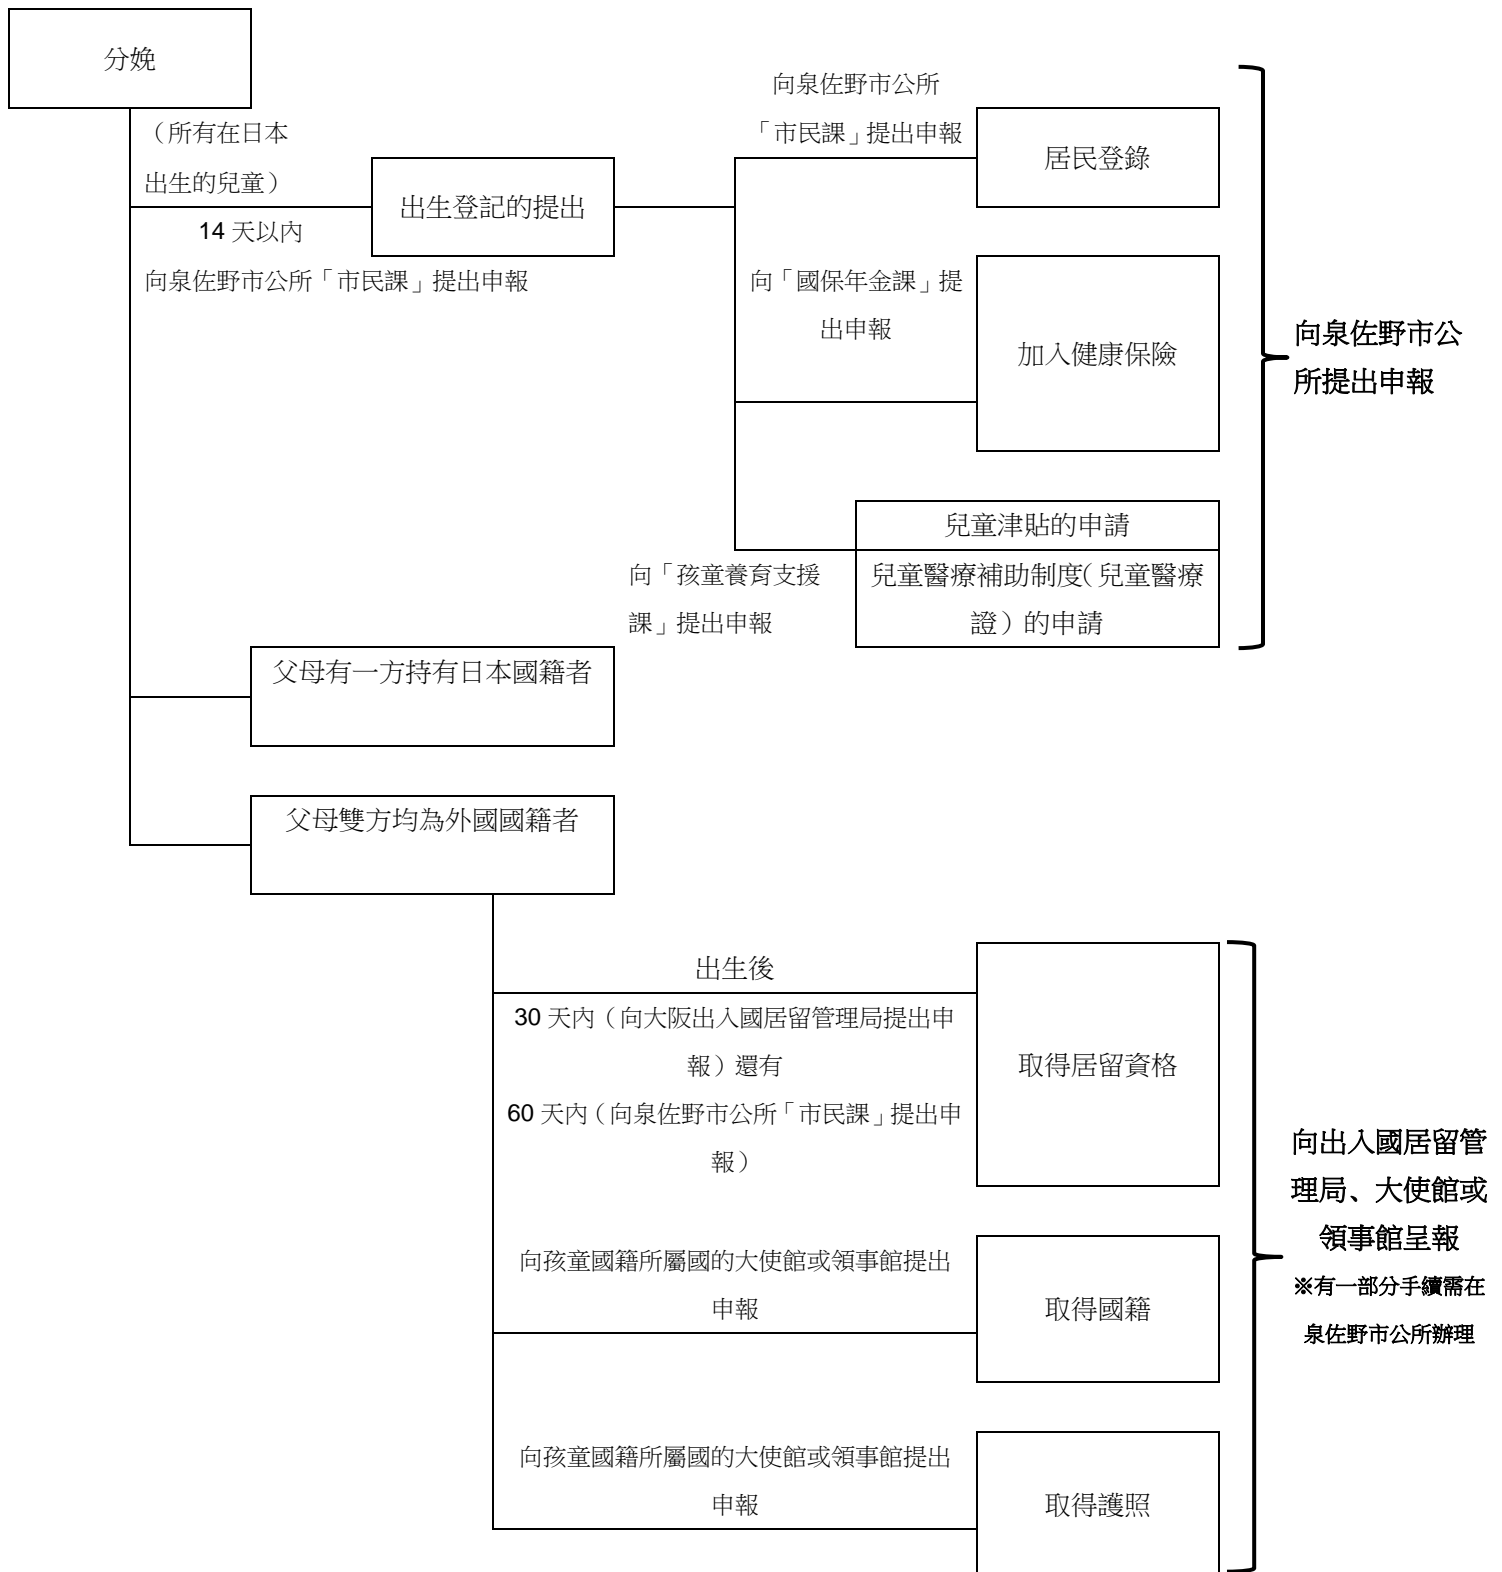 分娩
（所有在日本
出生的兒童）
14 天以內
向泉佐野市公所「市民課」提出申報
出生登記的提出
向泉佐野市公所
「市民課」提出申報
居民登錄
向「國保年金課」提
出申報
加入健康保險
向「孩童養育支援
課」提出申報
兒童津貼的申請
兒童醫療補助制度（兒童醫療
證）的申請
向泉佐野市公
所提出申報
父母有一方持有日本國籍者
父母雙方均為外國國籍者
出生後
30 天內（向大阪出入國居留管理局提出申
報）還有
60 天內（向泉佐野市公所「市民課」提出申
報）
取得居留資格
向孩童國籍所屬國的大使館或領事館提出
申報
取得國籍
向孩童國籍所屬國的大使館或領事館提出
申報
取得護照
向出入國居留管
理局、大使館或
領事館呈報
※有一部分手續需在
泉佐野市公所辦理